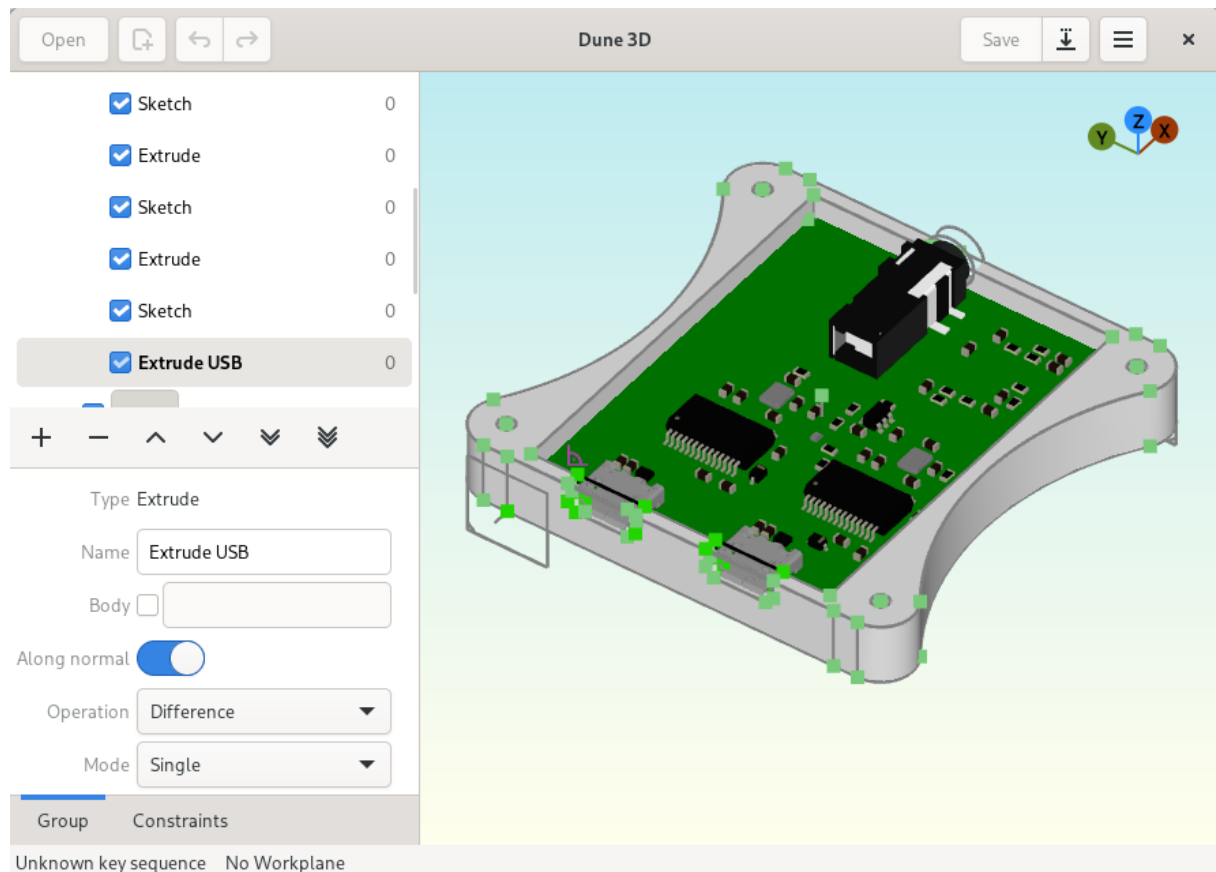 Open Dune 3D Save
Z
Y X
Sketch 0
Extrude 0
Sketch 0
Extrude 0
Sketch 0
Extrude USB 0
Type Extrude
Name Extrude USB
Body
Along normal
Operation Difference
Mode Single
Group Constraints
Unknown key sequence No Workplane